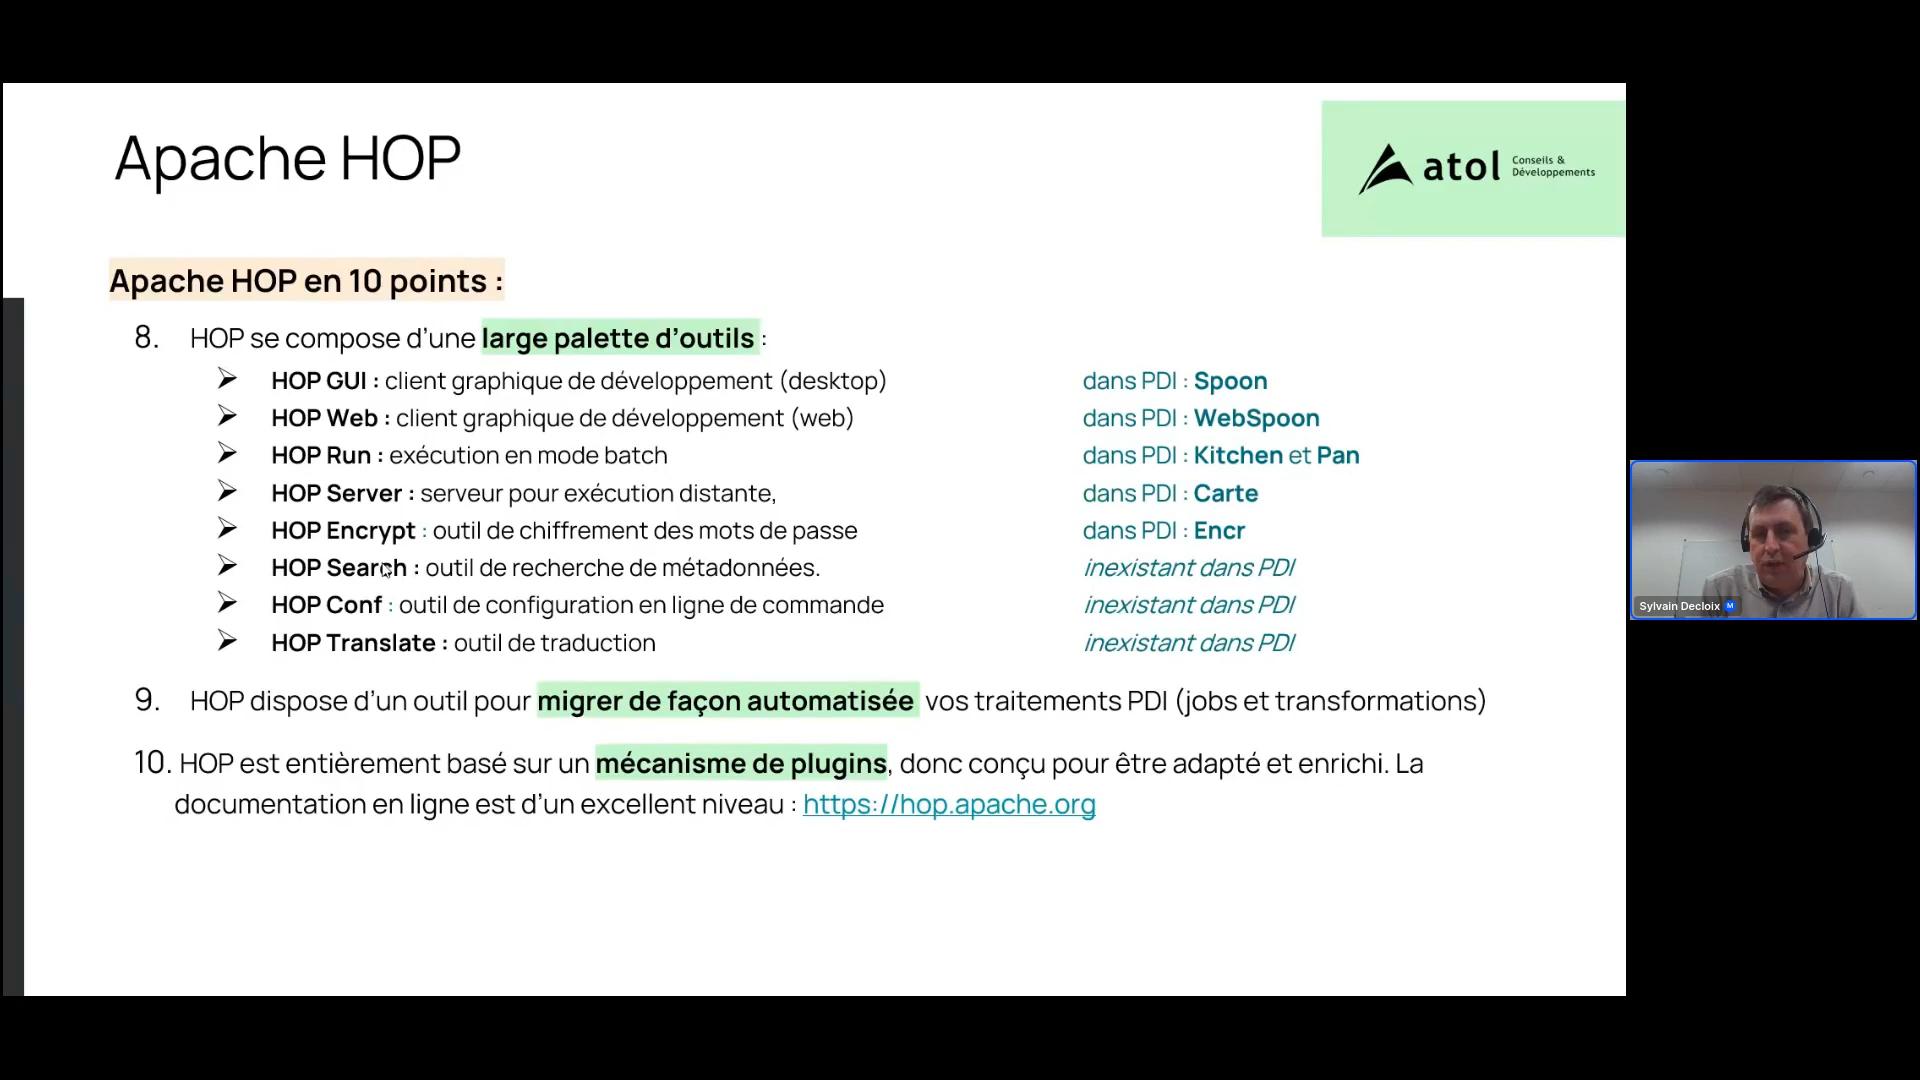 Apache HOP
atol Conseils &
Développements
Apache HOP en 10 points :
8. HOP se compose d’une large palette d’outils :
➢ HOP GUI : client graphique de développement (desktop) dans PDI : Spoon
➢ HOP Web : client graphique de développement (web) dans PDI : WebSpoon
➢ HOP Run : exécution en mode batch dans PDI : Kitchen et Pan
➢ HOP Server : serveur pour exécution distante, dans PDI : Carte
➢ HOP Encrypt : outil de chiffrement des mots de passe dans PDI : Encr
➢ HOP Search : outil de recherche de métadonnées. inexistant dans PDI
➢ HOP Conf : outil de configuration en ligne de commande inexistant dans PDI
➢ HOP Translate : outil de traduction inexistant dans PDI
9. HOP dispose d’un outil pour migrer de façon automatisée vos traitements PDI (jobs et transformations)
10. HOP est entièrement basé sur un mécanisme de plugins, donc conçu pour être adapté et enrichi. La
documentation en ligne est d’un excellent niveau : https://hop.apache.org
Sylvain Decloix M